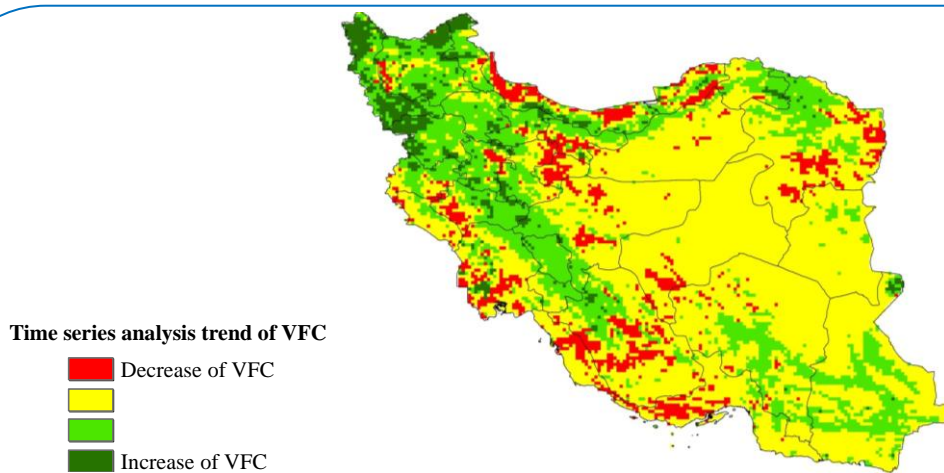 Time series analysis trend of VFC
Decrease of VFC
Increase of VFC